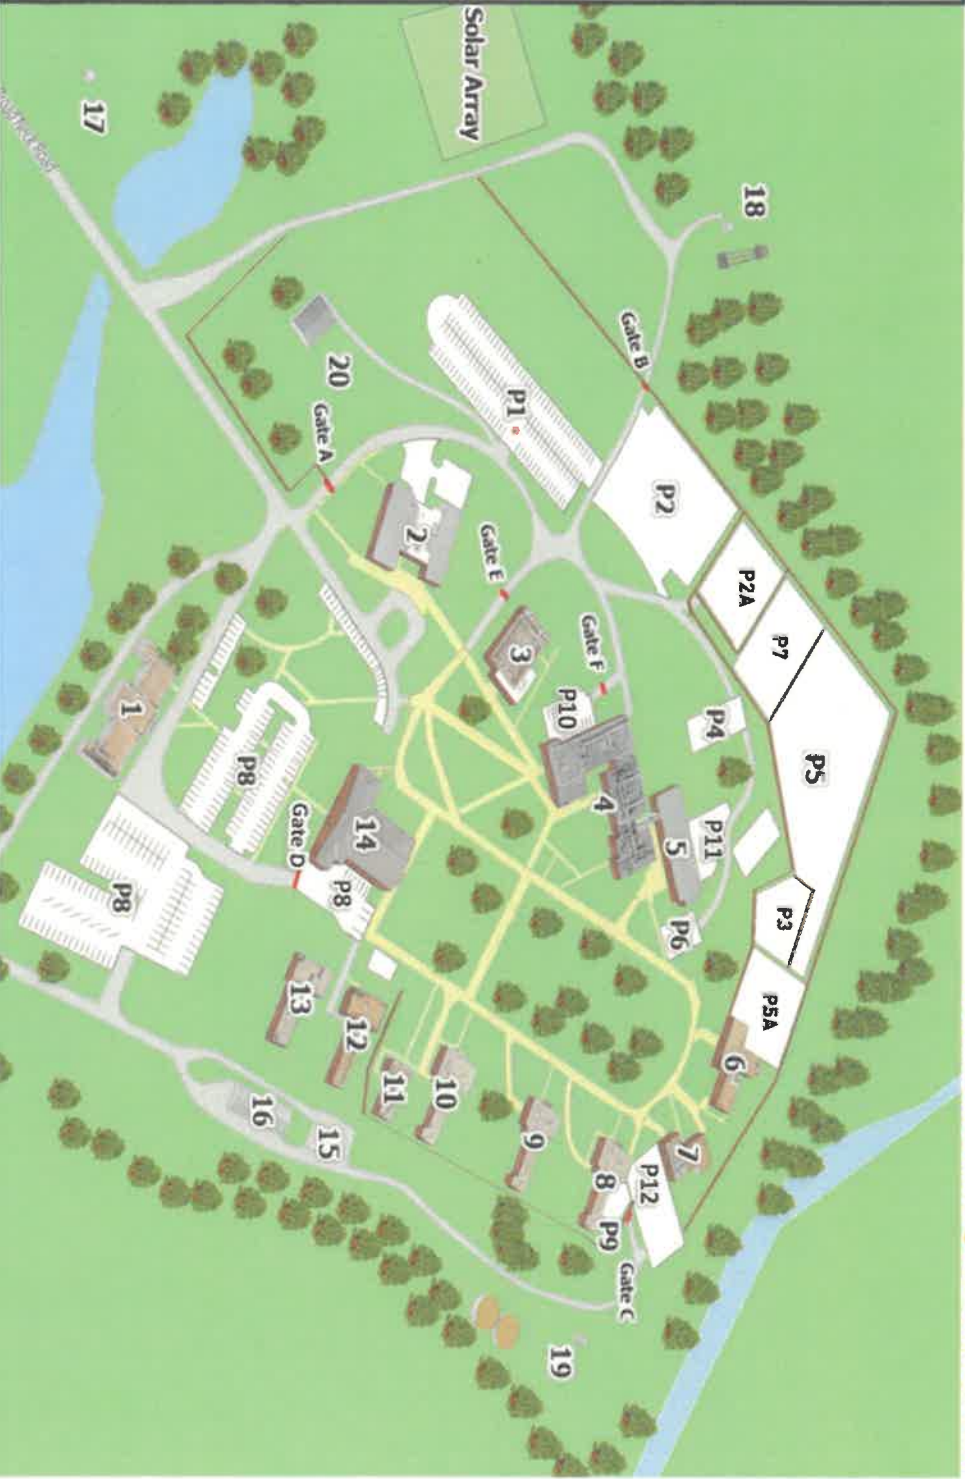 P5
P7
P3
P5A
18
P2A
6
P4
P11
7
P6
5
P2
P12
Gate B
Gate C
P9
8
4
Gate F
P10
19
9
3
P1
Gate E
Solar Array
10
2
11
14
12
P8
20
15
Gate A
Gate D
13
16
P8
1
P8
17
Road